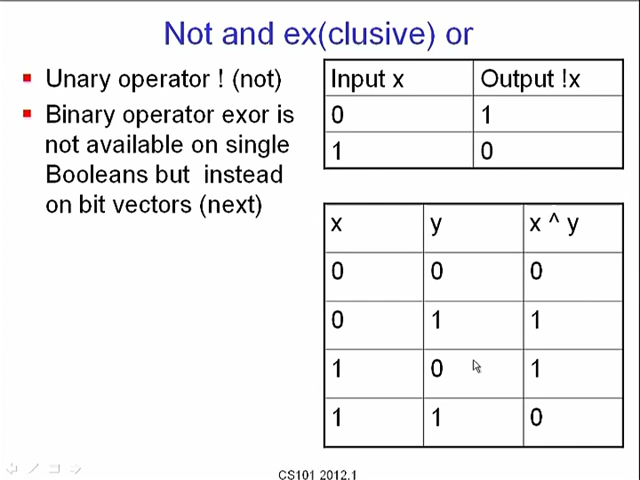 Not and ex(clusive) or
Unary operator ! (not)
Binary operator exor is
not available on single
Booleans but instead
on bit vectors (next)
Input x Output !x
0 1
1 0
x y x ^ y
0 0 0
0 1 1
1 0 1
1 1 0
CS101 2012.1